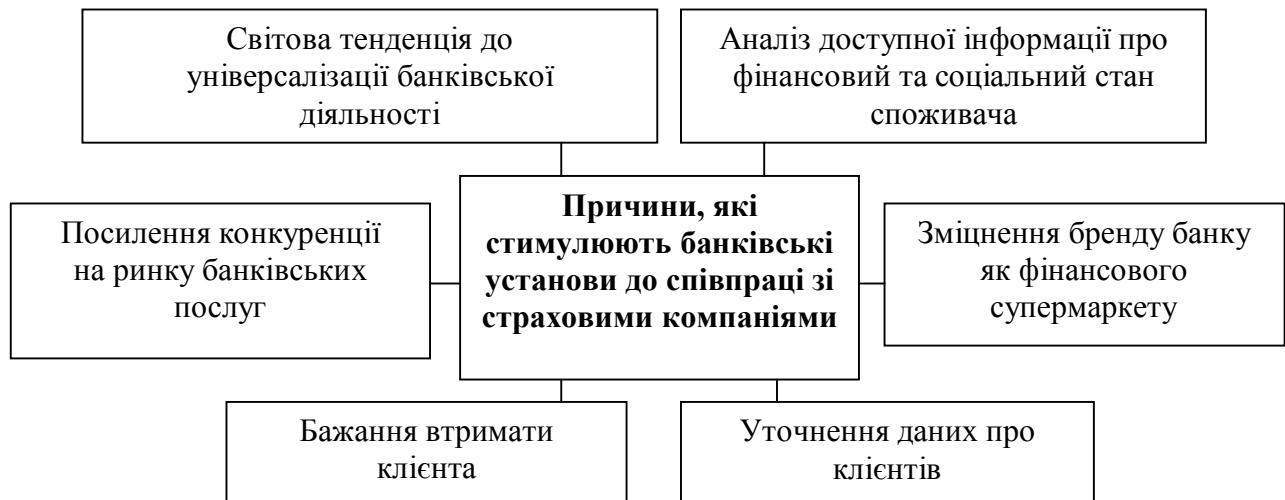 Світова тенденція до
універсалізації банківської
діяльності
Аналіз доступної інформації про
фінансовий та соціальний стан
споживача
Посилення конкуренції
на ринку банківських
послуг
Причини, які
стимулюють банківські
установи до співпраці зі
страховими компаніями
Зміцнення бренду банку
як фінансового
супермаркету
Бажання втримати
клієнта
Уточнення даних про
клієнтів